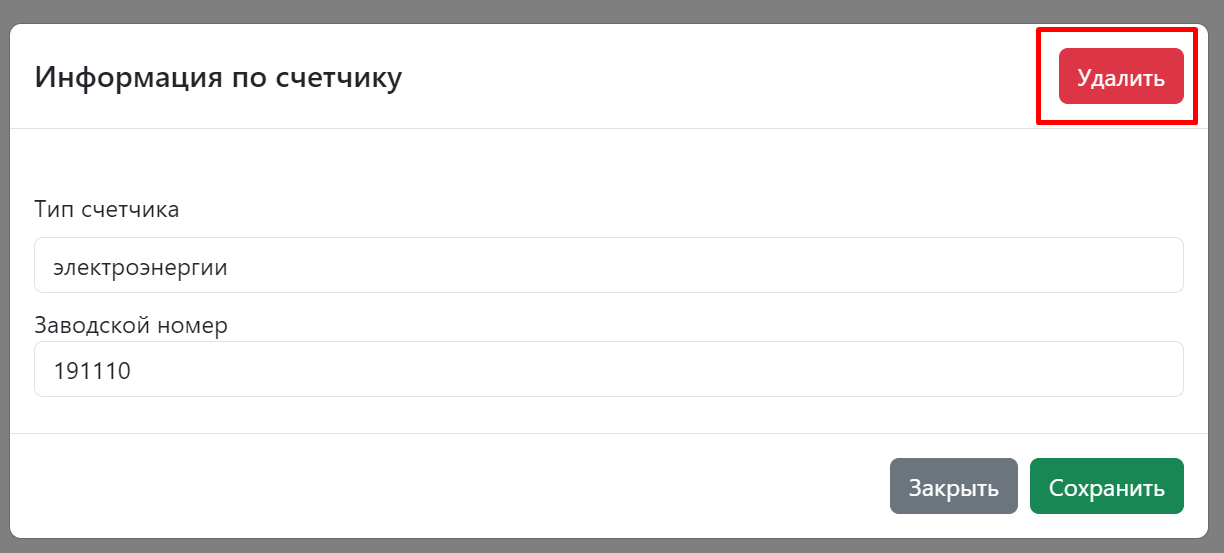 Информация по счетчику
Удалить
Тип счетчика
электроэнергии
Заводской номер
191110
Закрыть
Сохранить